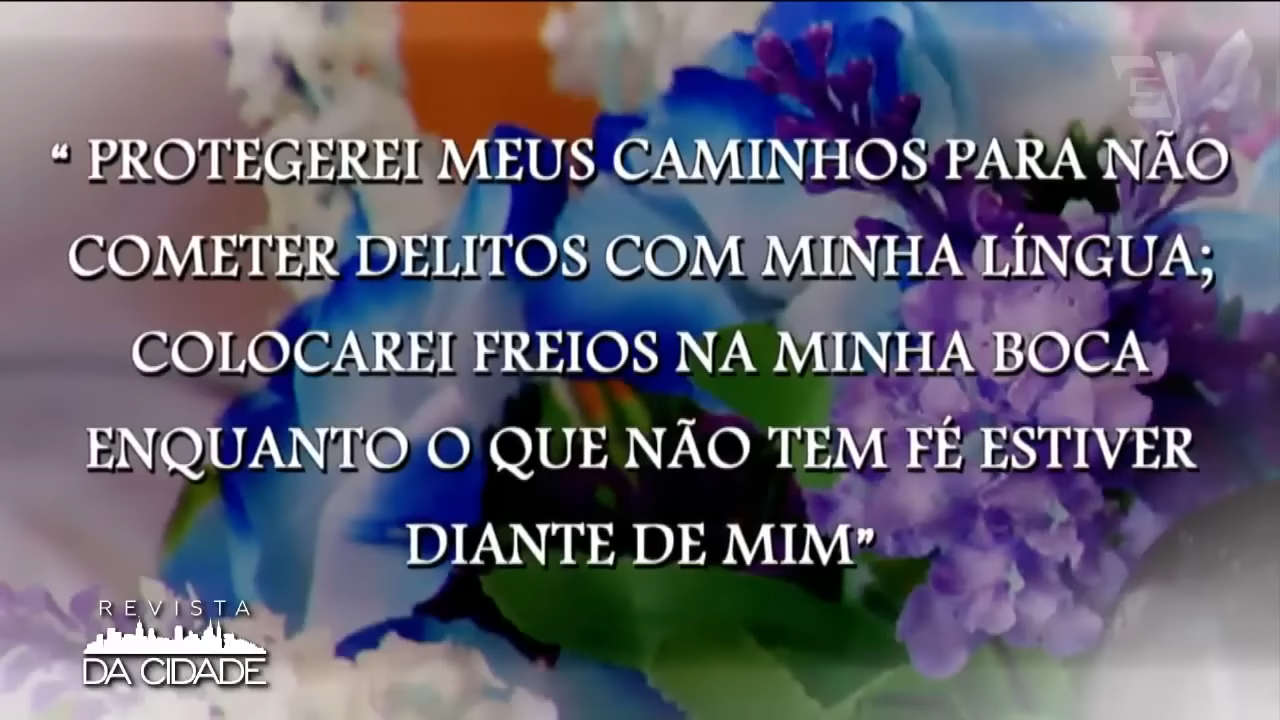 “ PROTEGEREI MEUS CAMINHOS PARA NÃO
COMETER DELITOS COM MINHA LÍNGUA;
COLOCAREI FREIOS NA MINHA BOCA
ENQUANTO O QUE NÃO TEM FÉ ESTIVER
DIANTE DE MIM”
REVISTA
DA CIDADE